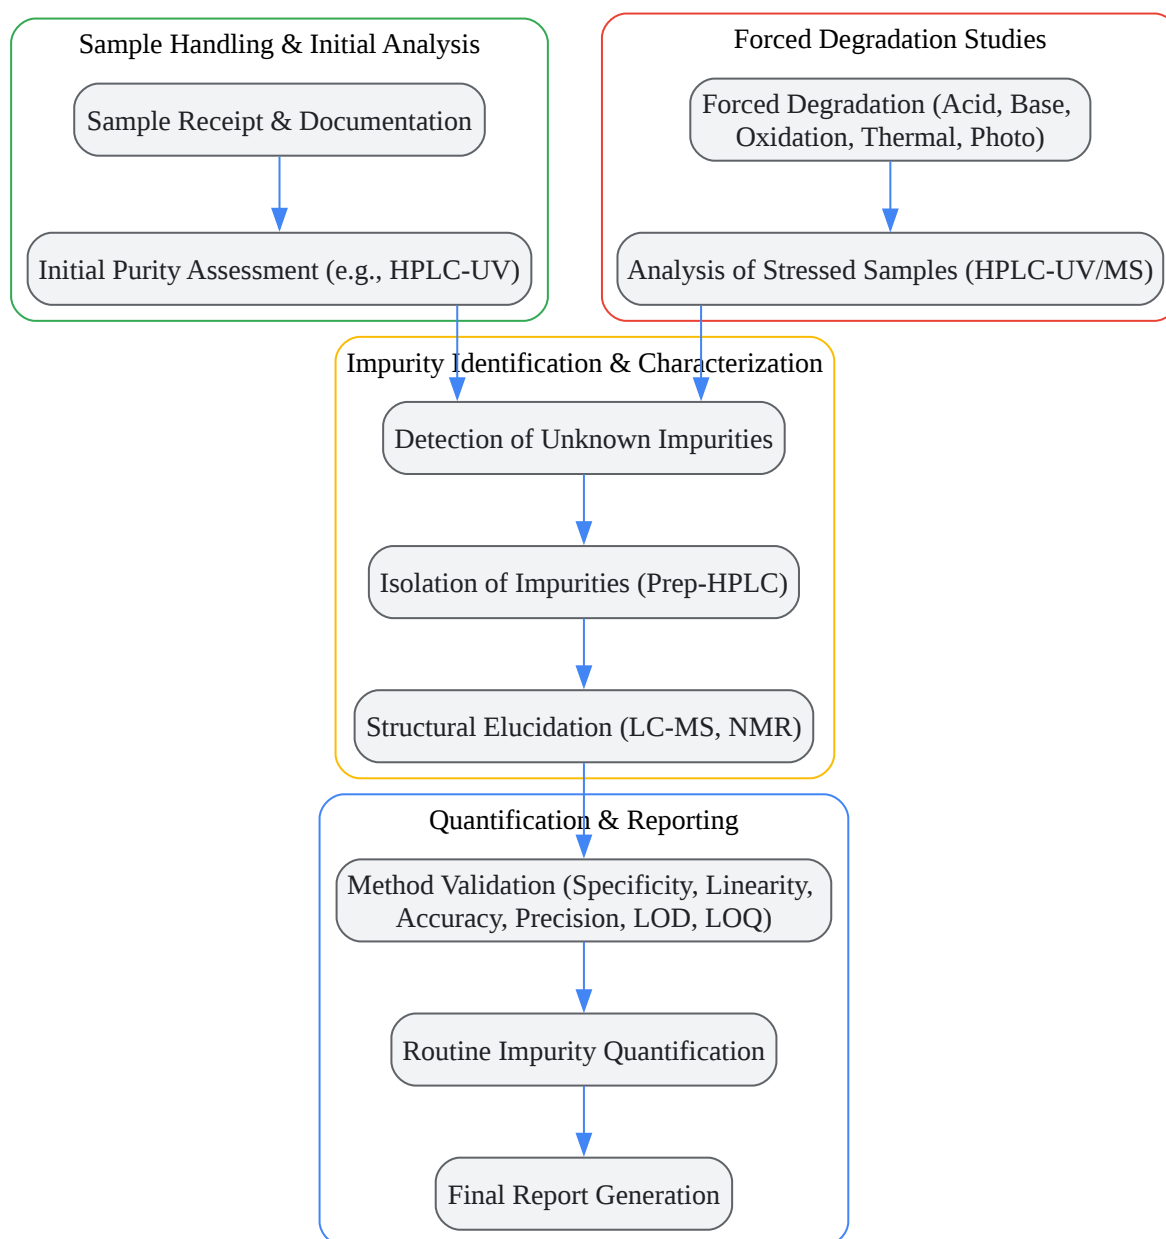 Sample Handling & Initial Analysis
Sample Receipt & Documentation
Initial Purity Assessment (e.g., HPLC-UV)
Forced Degradation Studies
Forced Degradation (Acid, Base,
Oxidation, Thermal, Photo)
Analysis of Stressed Samples (HPLC-UV/MS)
Impurity Identification & Characterization
Detection of Unknown Impurities
Isolation of Impurities (Prep-HPLC)
Structural Elucidation (LC-MS, NMR)
Quantification & Reporting
Method Validation (Specificity, Linearity,
Accuracy, Precision, LOD, LOQ)
Routine Impurity Quantification
Final Report Generation